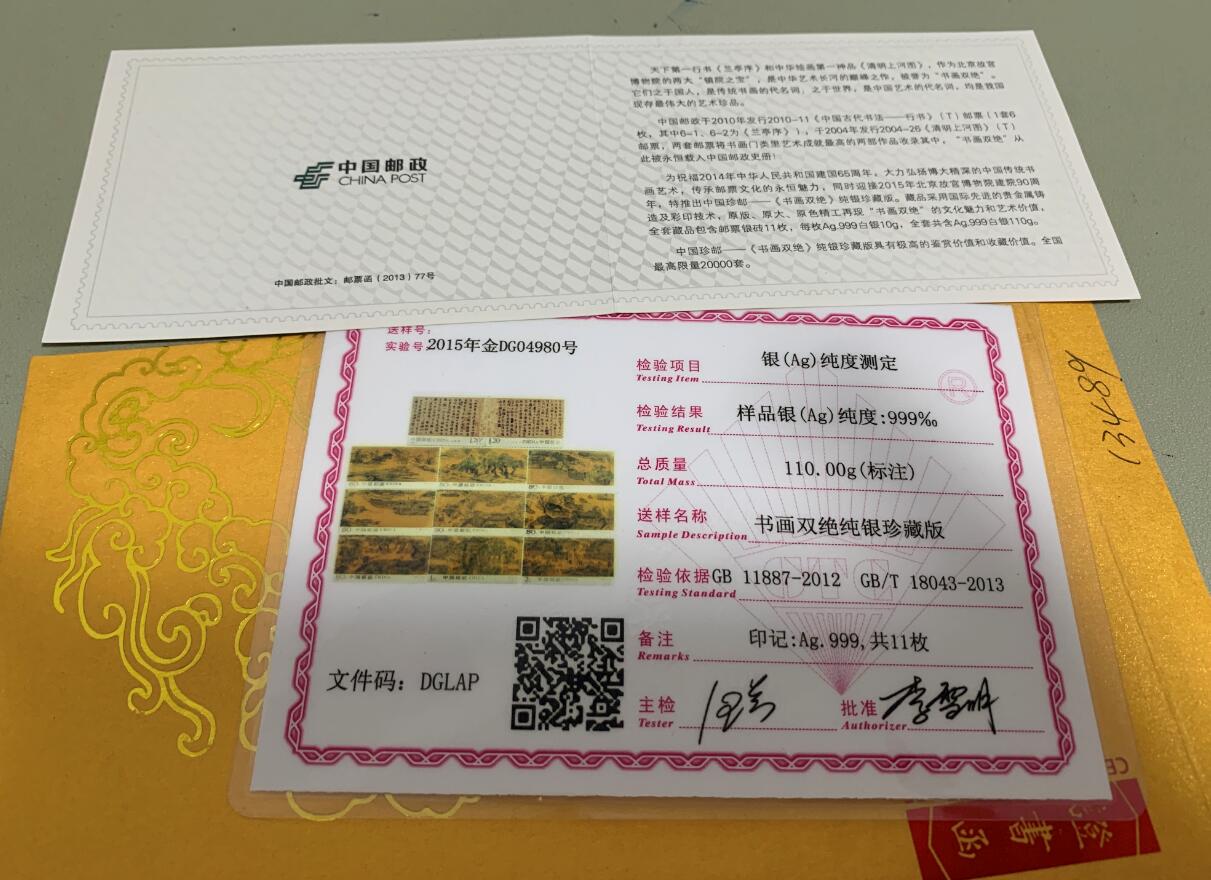 中国邮政
CHINA POST
中国邮政批文：邮票函（2013）77号
天下第一行书《兰亭序》和中华绘画第一神品《清明上河图》，作为北京故宫
博物院的两大“镇院之宝”，是中华艺术长河的巅峰之作，被誉为“书画双绝”。
它们之于国人，是传统书画的代名词；之于世界，是中国艺术的代名词，均是我国
现存最伟大的艺术珍品。
中国邮政于2010年发行2010-11《中国古代书法——行书》（T）邮票（1套6
枚，其中6-1、6-2为《兰亭序》），于2004年发行2004-26《清明上河图》（T）
邮票，两套邮票将书画门类里艺术成就最高的两部作品收录其中，“书画双绝”从
此被永恒载入中国邮政史册！
为祝福2014年中华人民共和国建国65周年，大力弘扬博大精深的中国传统书
画艺术，传承邮票文化的永恒魅力，同时迎接2015年北京故宫博物院建院90周
年，特推出中国珍邮——《书画双绝》纯银珍藏版。藏品采用国际先进的贵金属铸
造及彩印技术，原版、原大、原色精工再现“书画双绝”的文化魅力和艺术价值，
全套藏品包含邮票银砖11枚，每枚Ag.999白银10g，全套共含Ag.999白银110g。
中国珍邮——《书画双绝》纯银珍藏版具有极高的鉴赏价值和收藏价值。全国
最高限量20000套。
送样号：
实验号：2015年金DG04980号
文件码：DGLAP
检验项目 银(Ag)纯度测定
Testing Item
检验结果 样品银(Ag)纯度:999‰
Testing Result
总质量 110.00g(标注)
Total Mass
送样名称 书画双绝纯银珍藏版
Sample Description
检验依据 GB 11887-2012 GB/T 18043-2013
Testing Standard
备注 印记:Ag.999,共11枚
Remarks
主检
Tester
批准 李雪明
Authorizer
13489
证书函
CE